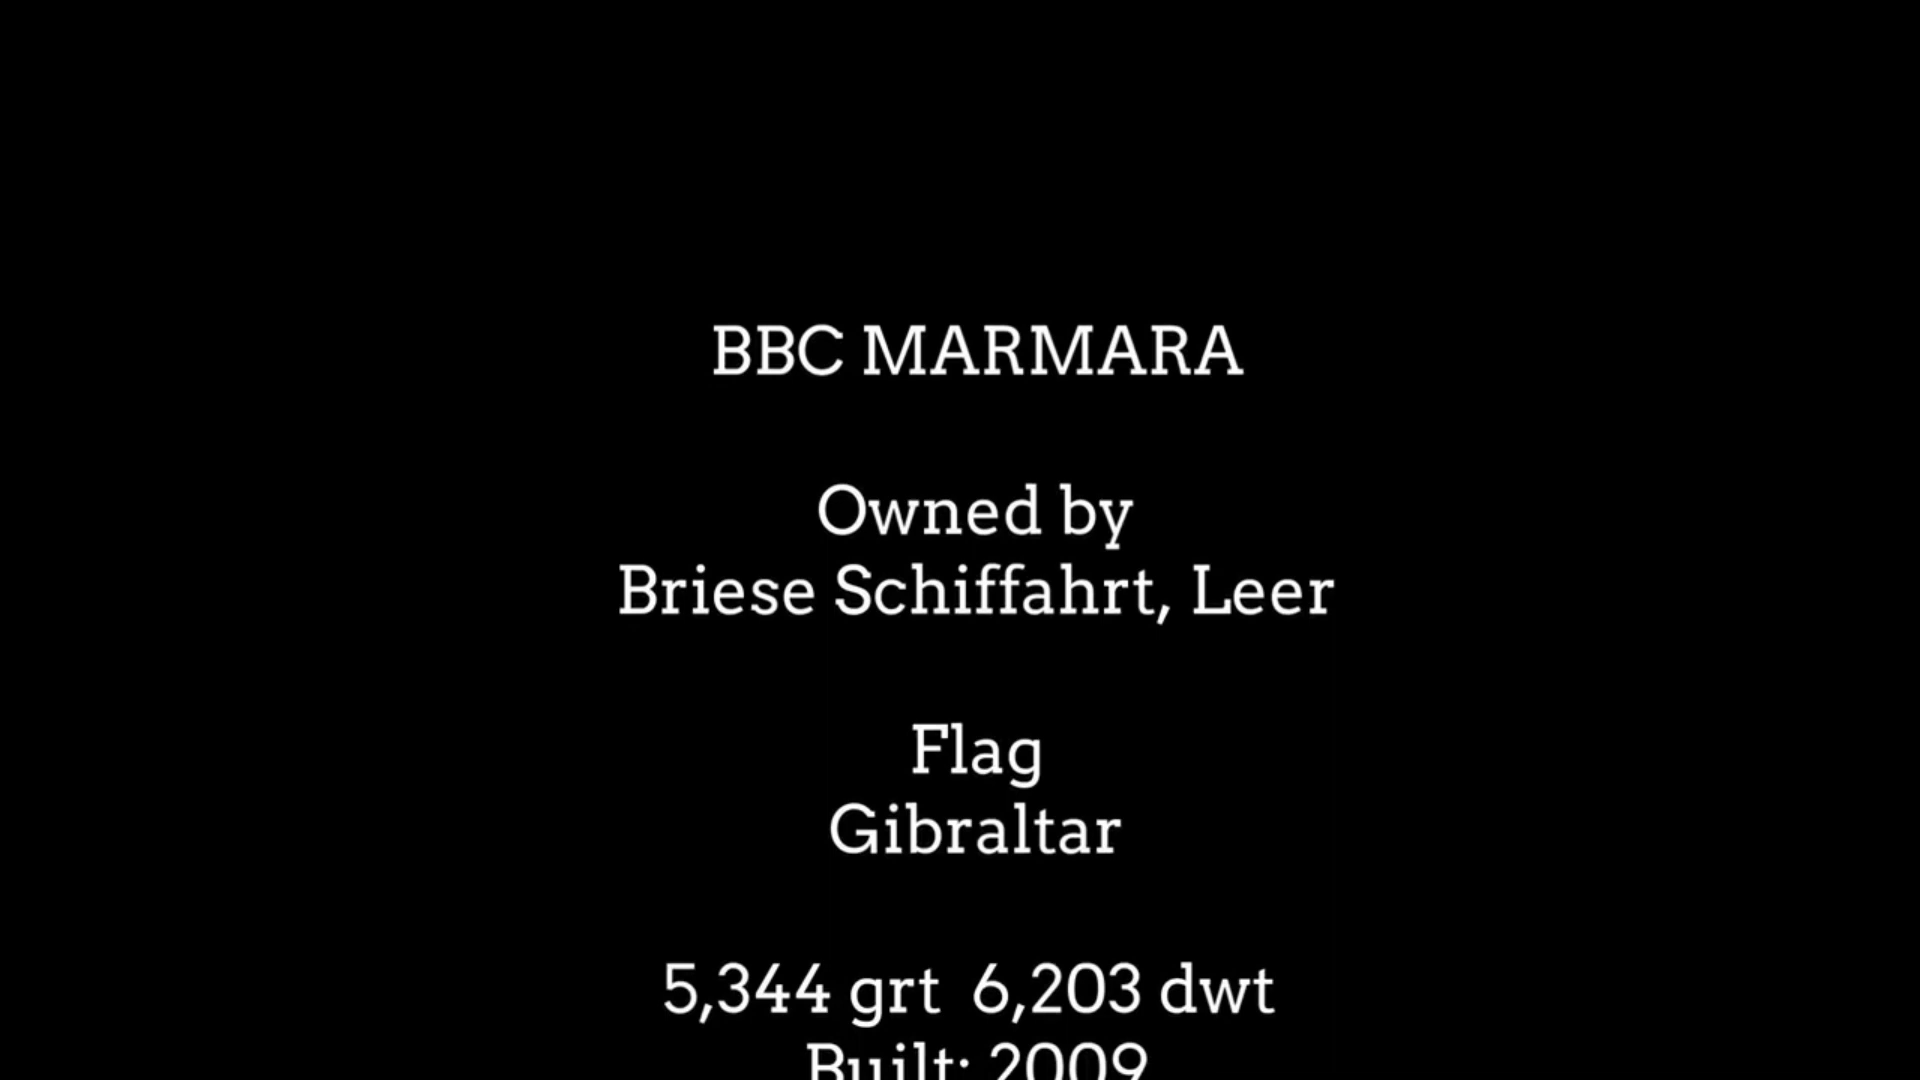 BBC MARMARA
Owned by
Briese Schiffahrt, Leer
Flag
Gibraltar
5,344 grt  6,203 dwt
Built: 2009